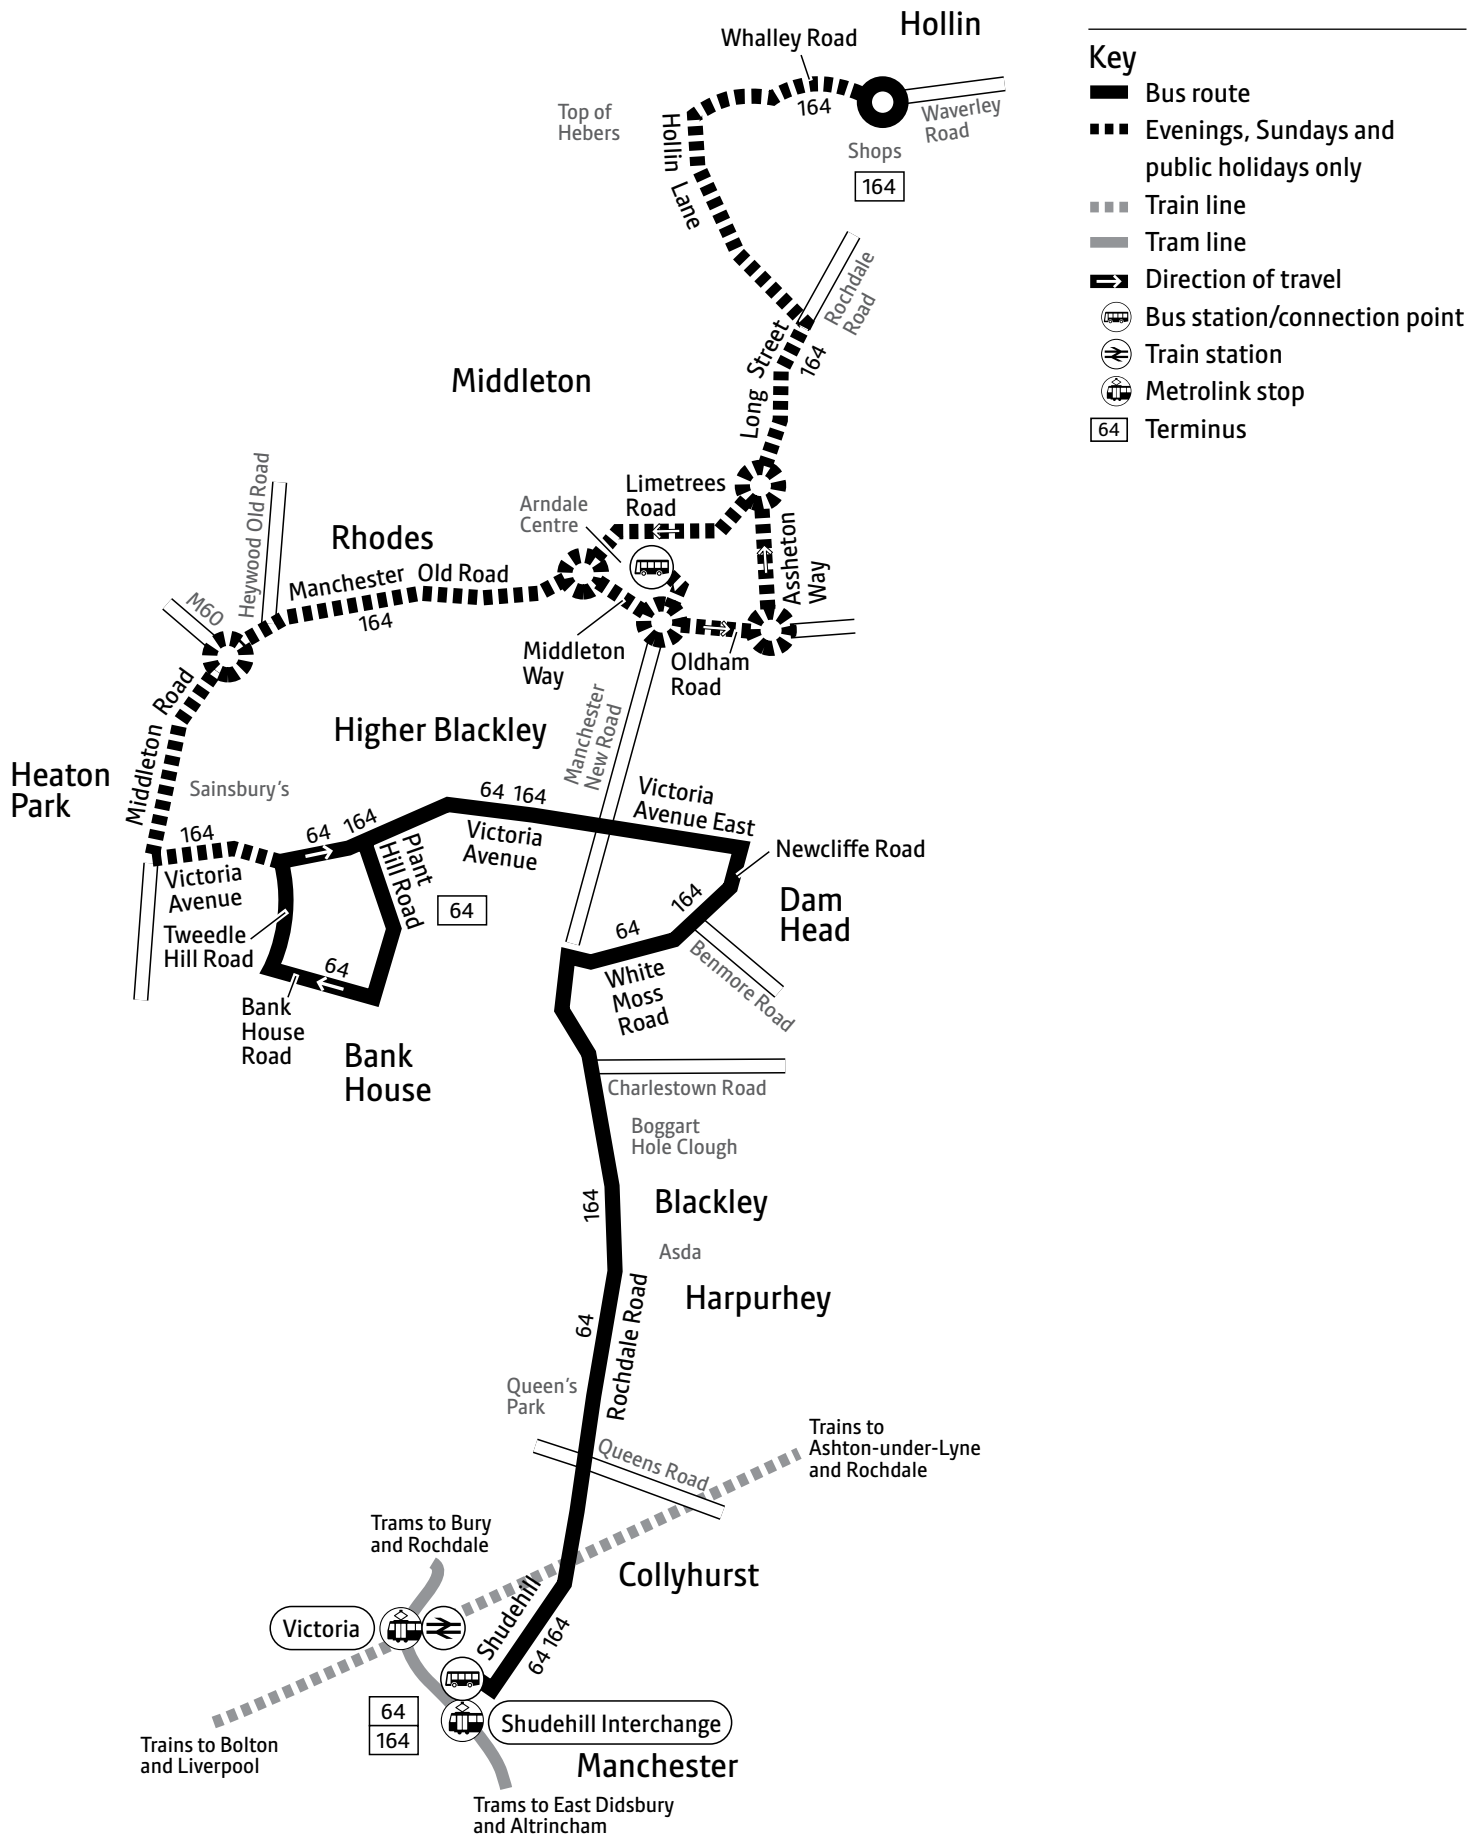 Hollin
Whalley Road
164
Waverley
Road
Top of
Hebers
Hollin Lane
Shops
164
Rochdale
Road
Long Street
164
Middleton
Key
Bus route
Evenings, Sundays and
public holidays only
Train line
Tram line
Direction of travel
Bus station/connection point
Train station
Metrolink stop
64
Terminus
Limetrees
Road
Arndale
Centre
Heywood Old Road
Rhodes
Manchester Old Road
164
M60
Assheton
Way
Middleton
Way
Oldham
Road
Middleton Road
Higher Blackley
Manchester
New Road
Heaton
Park
Sainsbury's
164
Victoria
Avenue
64 164
64 164
Victoria
Avenue
Victoria
Avenue East
Plant
Hill Road
64
Newcliffe Road
Dam
Head
164
64
Tweedle
Hill Road
64
Bank
House
Road
Bank
House
White
Moss
Road
Benmore Road
Charlestown Road
Boggart
Hole Clough
164
Blackley
Asda
Harpurhey
64
Rochdale Road
Queen's
Park
Queens Road
Trains to
Ashton-under-Lyne
and Rochdale
Trams to Bury
and Rochdale
Collyhurst
Shudehill
64 164
Victoria
64
164
Shudehill Interchange
Manchester
Trains to Bolton
and Liverpool
Trams to East Didsbury
and Altrincham